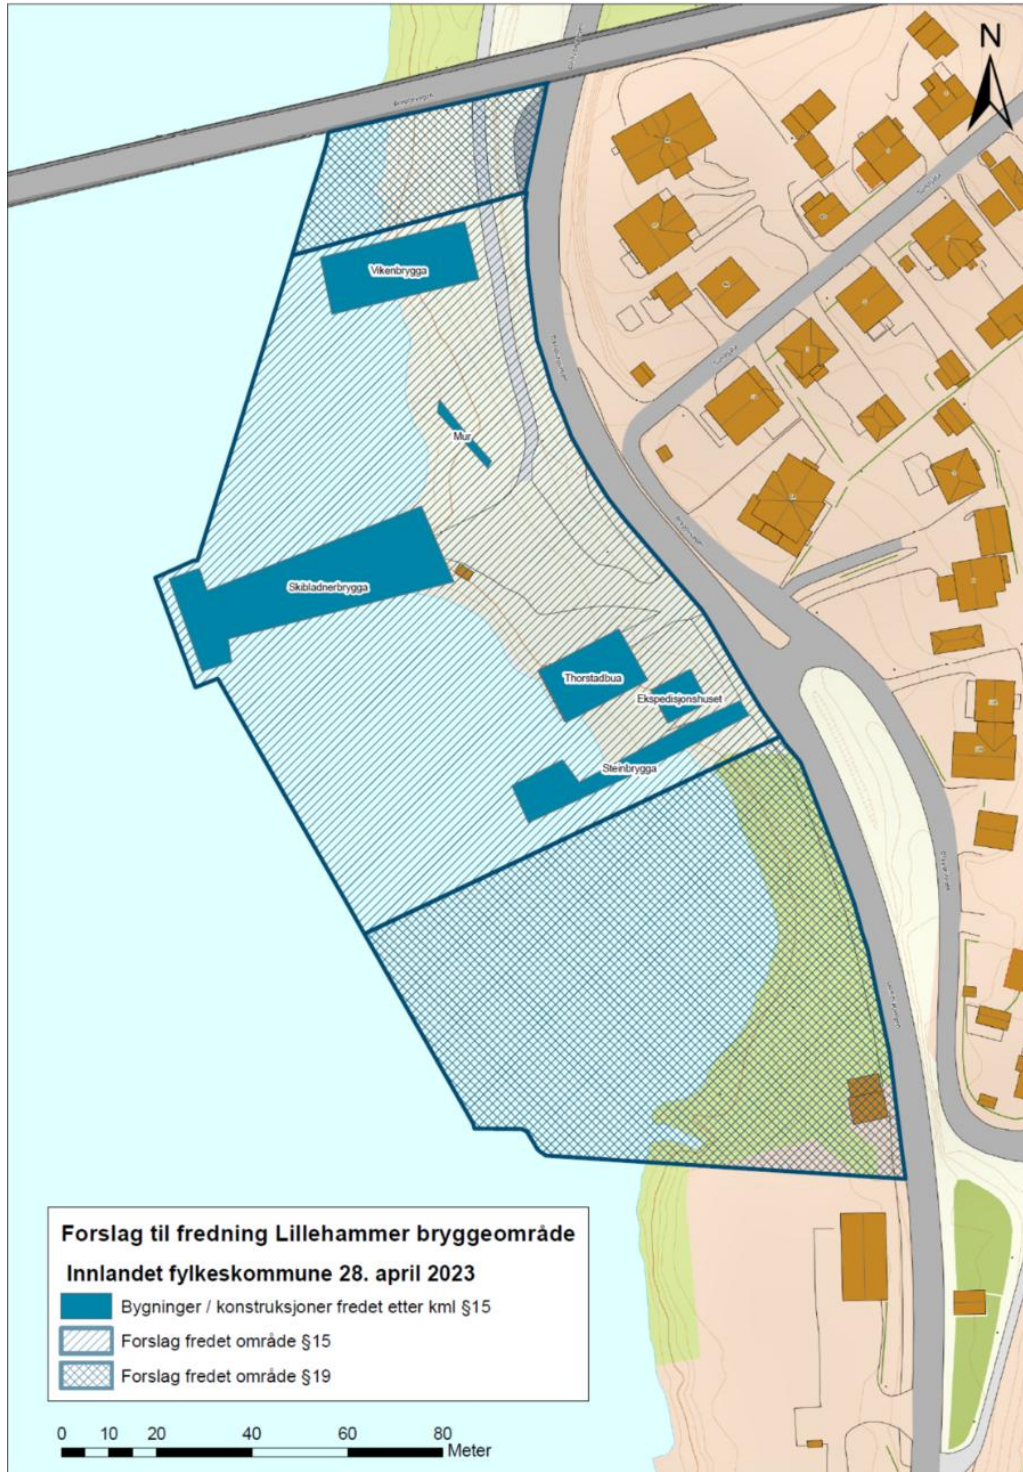 N
Vikenbrygga
Mur
Skibladnerbrygga
Thorstadbua
Ekspedisjonshuset
Steinbrygga
Forslag til fredning Lillehammer bryggeområde
Innlandet fylkeskommune 28. april 2023
Bygninger / konstruksjoner fredet etter kml §15
Forslag fredet område §15
Forslag fredet område §19
0 10 20 40 60 80 Meter